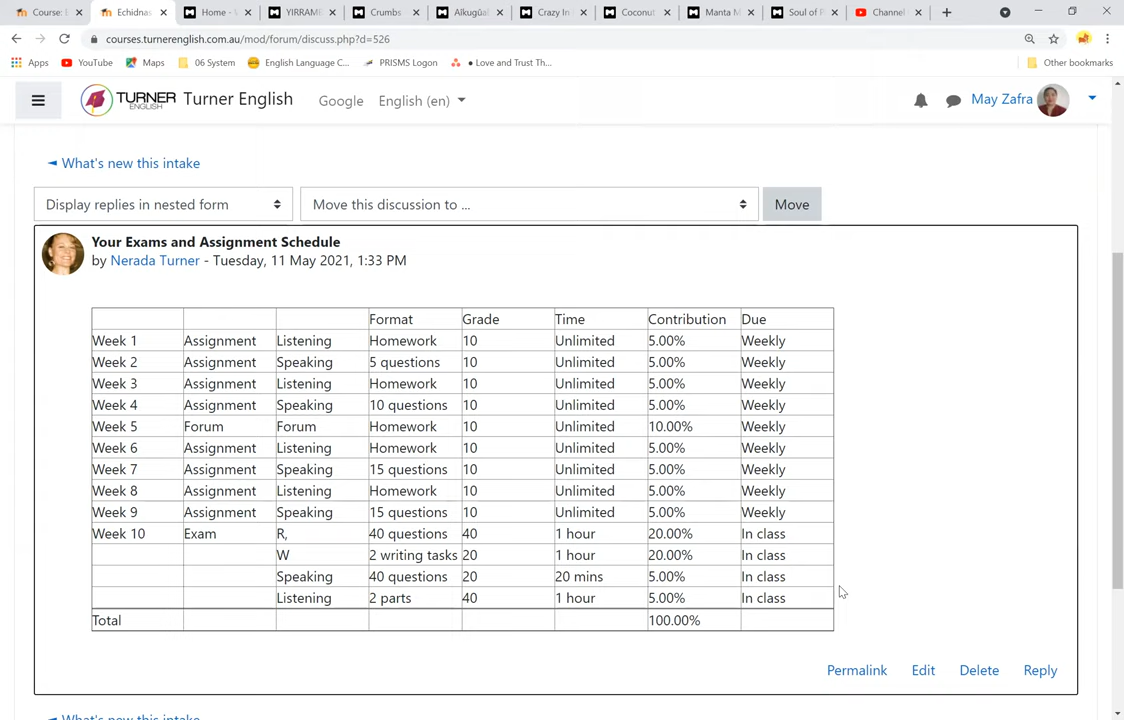 Course: E
Echidnas
Home - V
YIRRAME
Crumbs
Alkugûal
Crazy In
Coconut
Manta M
Soul of P
Channel
courses.turnerenglish.com.au/mod/forum/discuss.php?d=526
Apps YouTube Maps 06 System English Language C... PRISMS Logon • Love and Trust Th... Other bookmarks
TURNER
ENGLISH
Turner English Google English (en) May Zafra
◄ What's new this intake
Display replies in nested form Move this discussion to ... Move
Your Exams and Assignment Schedule
by Nerada Turner - Tuesday, 11 May 2021, 1:33 PM
Format Grade Time Contribution Due
Week 1 Assignment Listening Homework 10 Unlimited 5.00% Weekly
Week 2 Assignment Speaking 5 questions 10 Unlimited 5.00% Weekly
Week 3 Assignment Listening Homework 10 Unlimited 5.00% Weekly
Week 4 Assignment Speaking 10 questions 10 Unlimited 5.00% Weekly
Week 5 Forum Forum Homework 10 Unlimited 10.00% Weekly
Week 6 Assignment Listening Homework 10 Unlimited 5.00% Weekly
Week 7 Assignment Speaking 15 questions 10 Unlimited 5.00% Weekly
Week 8 Assignment Listening Homework 10 Unlimited 5.00% Weekly
Week 9 Assignment Speaking 15 questions 10 Unlimited 5.00% Weekly
Week 10 Exam R, 40 questions 40 1 hour 20.00% In class
W 2 writing tasks 20 1 hour 20.00% In class
Speaking 40 questions 20 20 mins 5.00% In class
Listening 2 parts 40 1 hour 5.00% In class
Total 100.00%
Permalink Edit Delete Reply
◄ What's new this intake